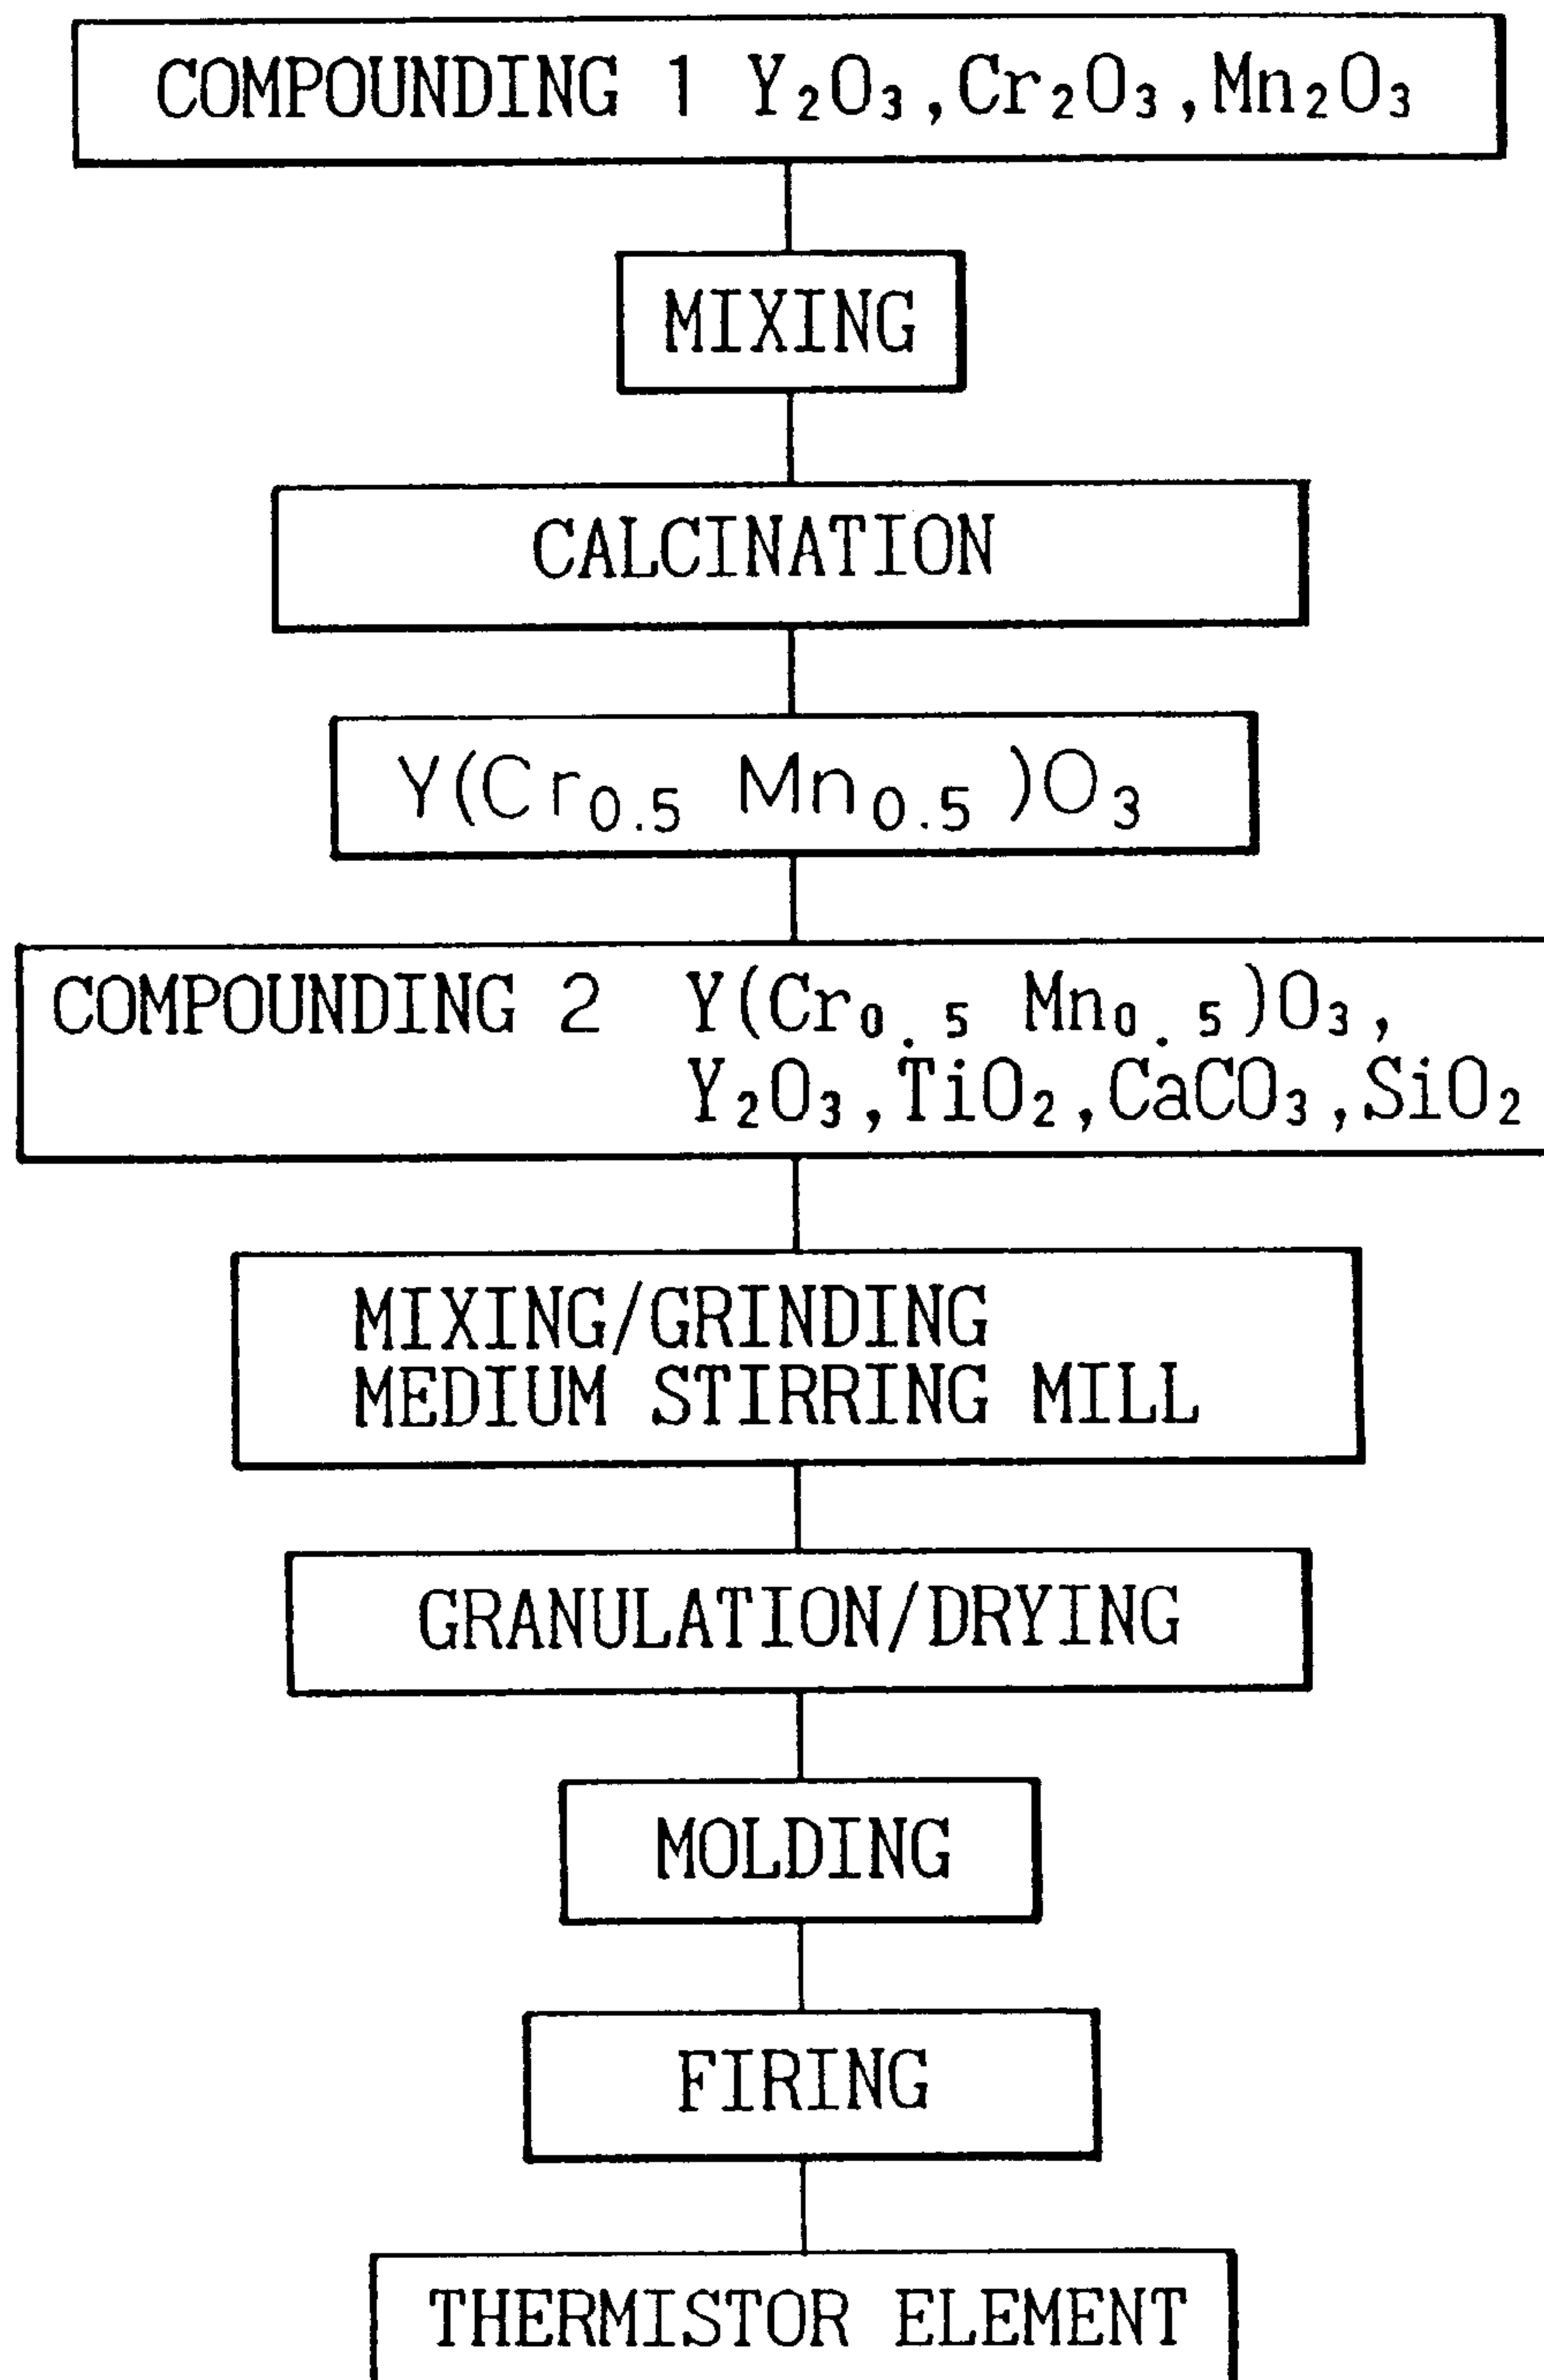 COMPOUNDING 1 Y₂O₃,Cr₂O₃,Mn₂O₃
MIXING
CALCINATION
Y(Cr₀.₅ Mn₀.₅)O₃
COMPOUNDING 2 Y(Cr₀.₅ Mn₀.₅)O₃,
Y₂O₃,TiO₂,CaCO₃,SiO₂
MIXING/GRINDING
MEDIUM STIRRING MILL
GRANULATION/DRYING
MOLDING
FIRING
THERMISTOR ELEMENT